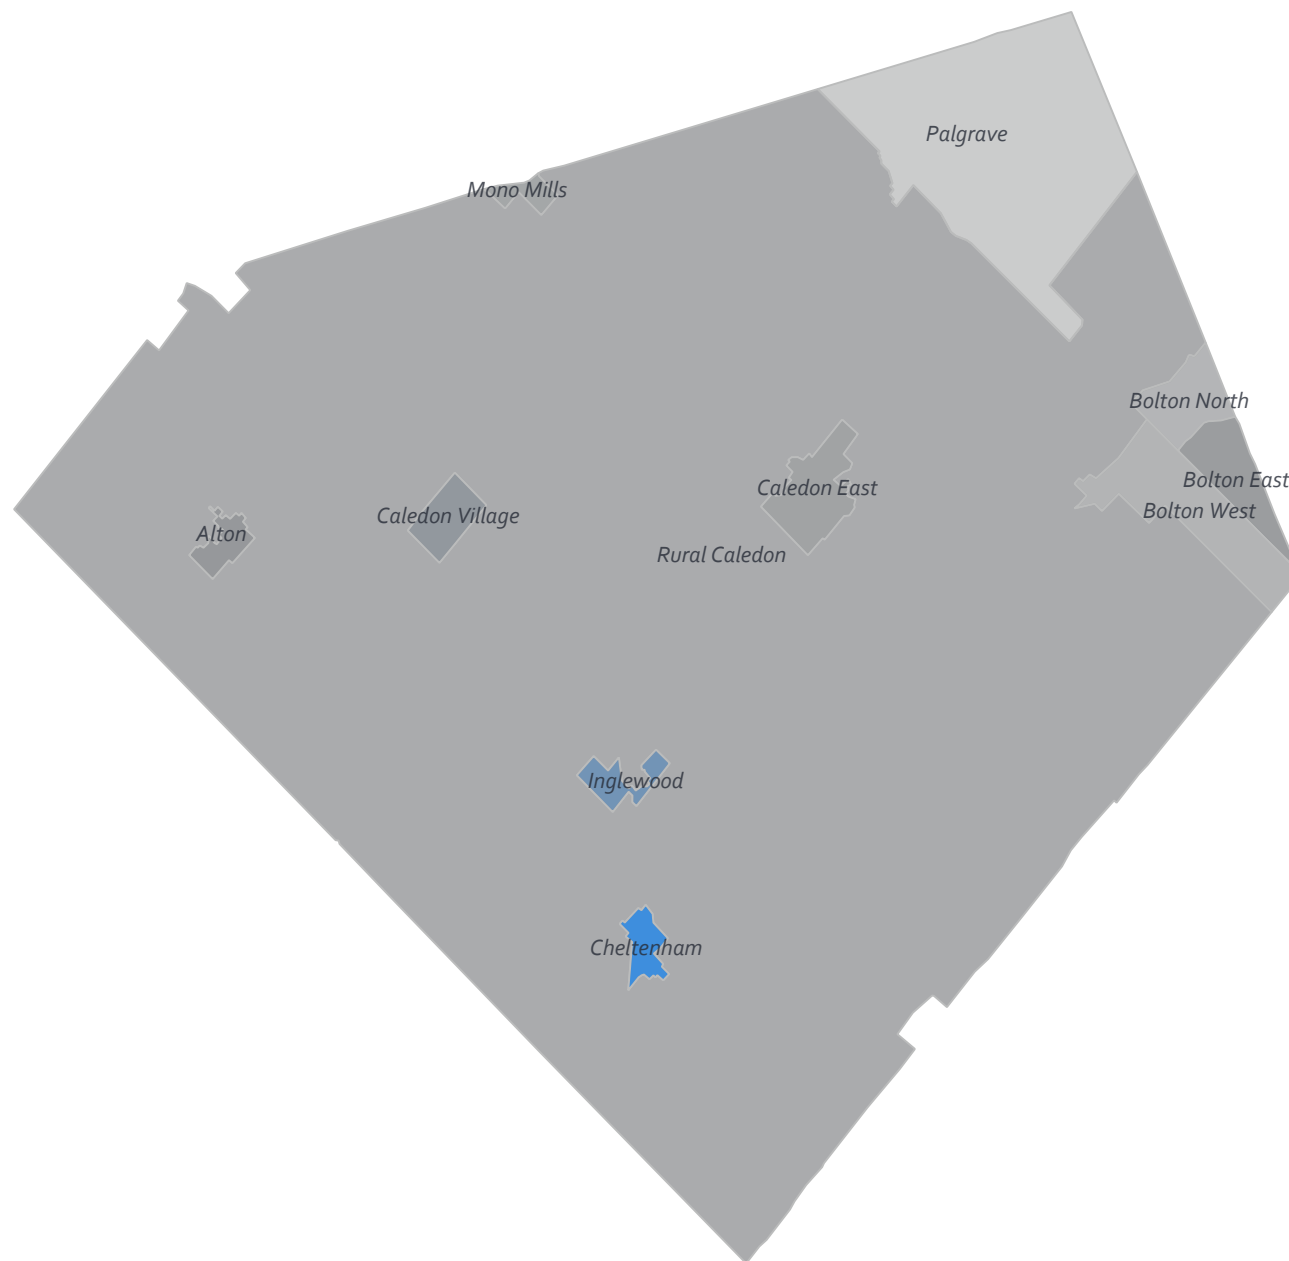 Palgrave
Mono Mills
Bolton North
Bolton East
Caledon East
Bolton West
Caledon Village
Alton
Rural Caledon
Inglewood
Cheltenham